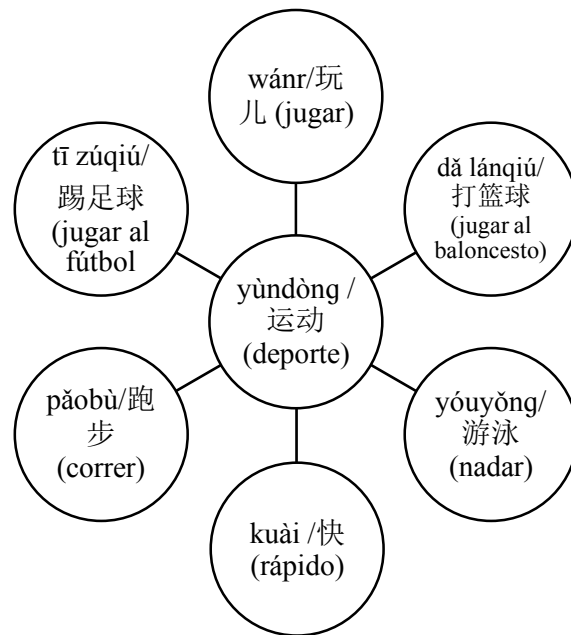 wánr/玩
儿 (jugar)
tī zúqiú/
踢足球
(jugar al
fútbol
dǎ lánqiú/
打篮球
(jugar al
baloncesto)
yùndòng /
运动
(deporte)
pǎobù/跑
步
(correr)
yóuyǒng/
游泳
(nadar)
kuài /快
(rápido)